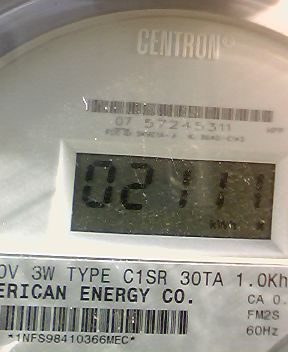 CENTRON®
07 57245311
02111
kWh
0V 3W TYPE C1SR 30TA 1.0Kh
ERICAN ENERGY CO. CA 0.
FM2S
60Hz
*1NFS98410366MEC*